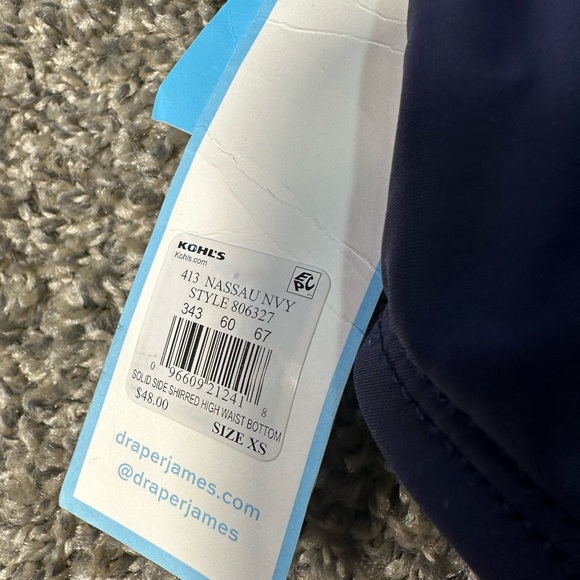 KOHL'S
Kohls.com
EPC
413 NASSAU NVY
STYLE 806327
343 60 67
0 96609 21241 8
SOLID SIDE SHIRRED HIGH WAIST BOTTOM
$48.00
SIZE XS
draperjames.com
@draperjames